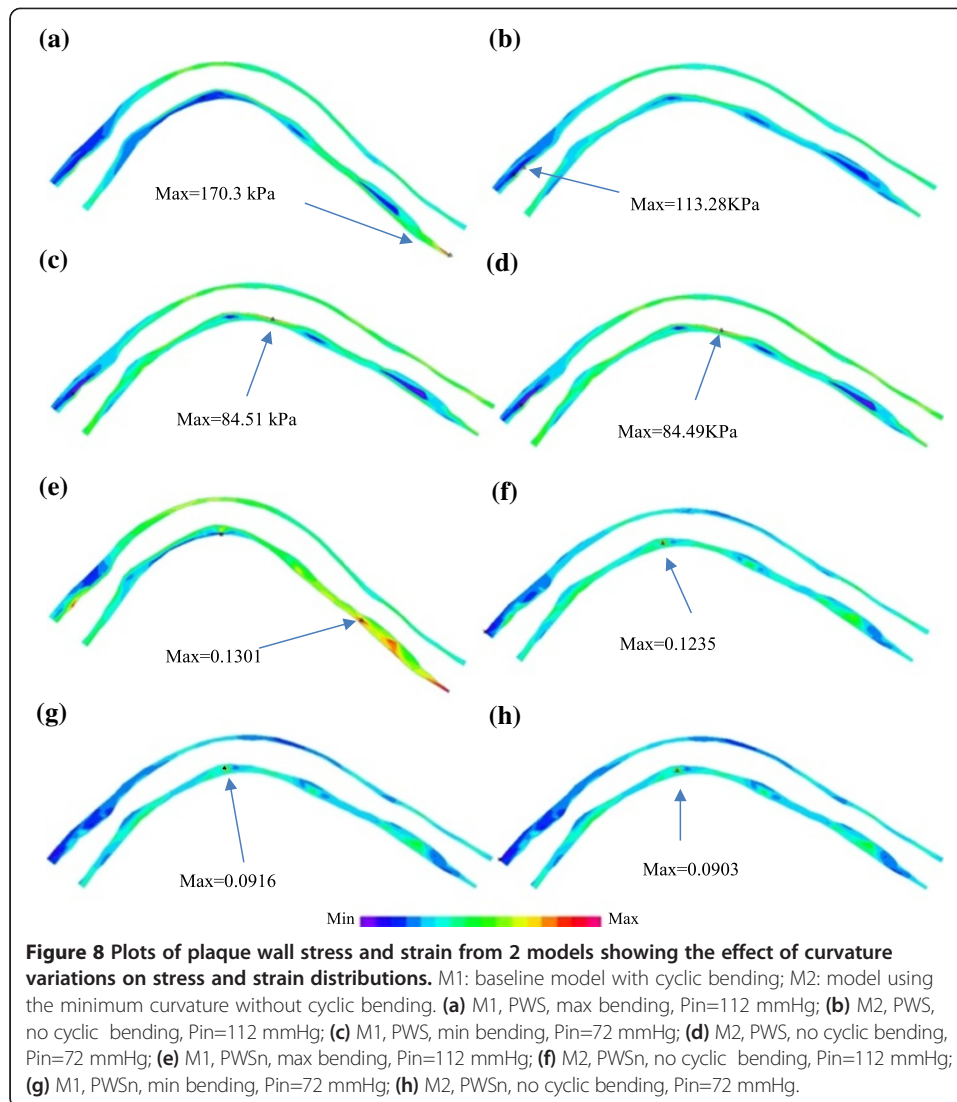 (a)
(b)
Max=170.3 kPa
Max=113.28KPa
(c)
(d)
Max=84.51 kPa
Max=84.49KPa
(e)
(f)
Max=0.1301
Max=0.1235
(g)
(h)
Max=0.0916
Max=0.0903
Min
Max
Figure 8 Plots of plaque wall stress and strain from 2 models showing the effect of curvature
variations on stress and strain distributions. M1: baseline model with cyclic bending; M2: model using
the minimum curvature without cyclic bending. (a) M1, PWS, max bending, Pin=112 mmHg; (b) M2, PWS,
no cyclic bending, Pin=112 mmHg; (c) M1, PWS, min bending, Pin=72 mmHg; (d) M2, PWS, no cyclic bending,
Pin=72 mmHg; (e) M1, PWSn, max bending, Pin=112 mmHg; (f) M2, PWSn, no cyclic bending, Pin=112 mmHg;
(g) M1, PWSn, min bending, Pin=72 mmHg; (h) M2, PWSn, no cyclic bending, Pin=72 mmHg.